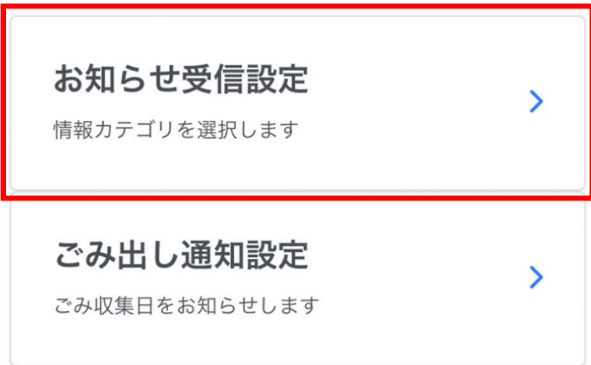 お知らせ受信設定
情報カテゴリを選択します
ごみ出し通知設定
ごみ収集日をお知らせします